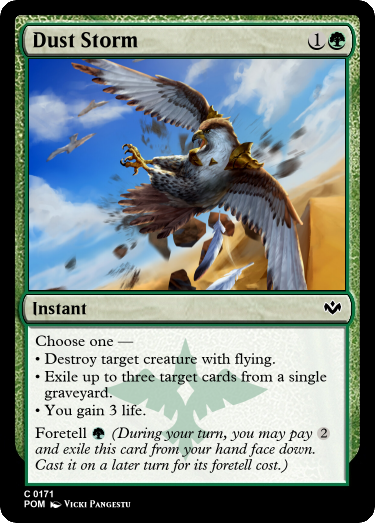 Dust Storm 1
Instant
Choose one —
• Destroy target creature with flying.
• Exile up to three target cards from a single
graveyard.
• You gain 3 life.
Foretell (During your turn, you may pay 2
and exile this card from your hand face down.
Cast it on a later turn for its foretell cost.)
C 0171
POM VICKI PANGESTU